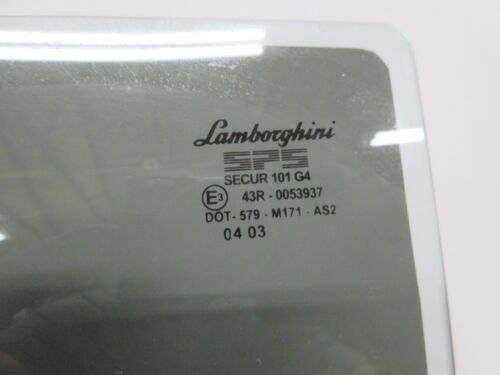 Lamborghini
SPS
SECUR 101 G4
E3 43R - 0053937
DOT - 579 - M171 - AS2
04 03